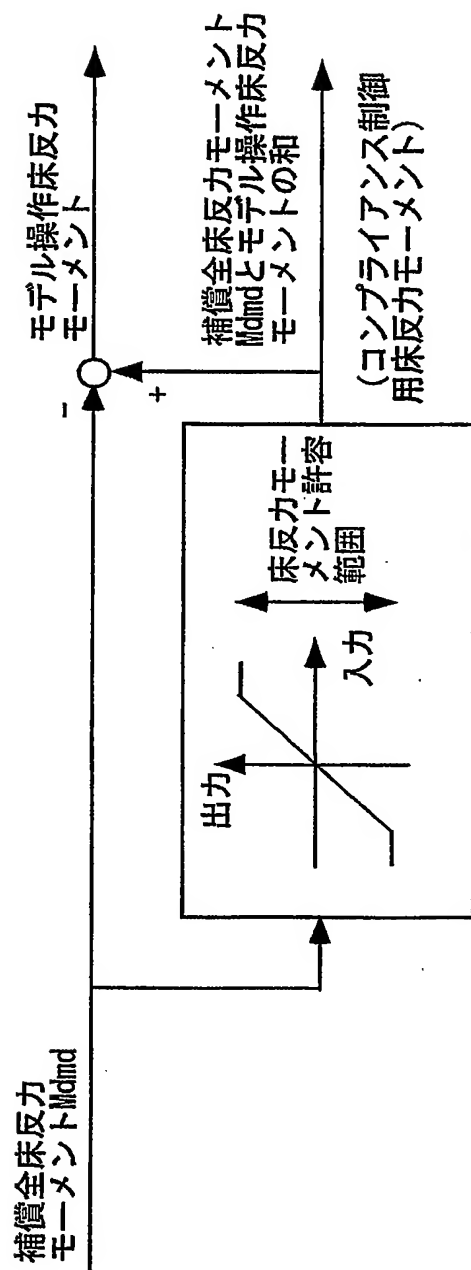 補償全床反力
モーメントMdmd
モデル操作床反力
モーメント
－
＋
補償全床反力モーメント
Mdmdとモデル操作床反力
モーメントの和
(コンプライアンス制御
用床反力モーメント)
床反力モー
メント許容
範囲
出力
入力